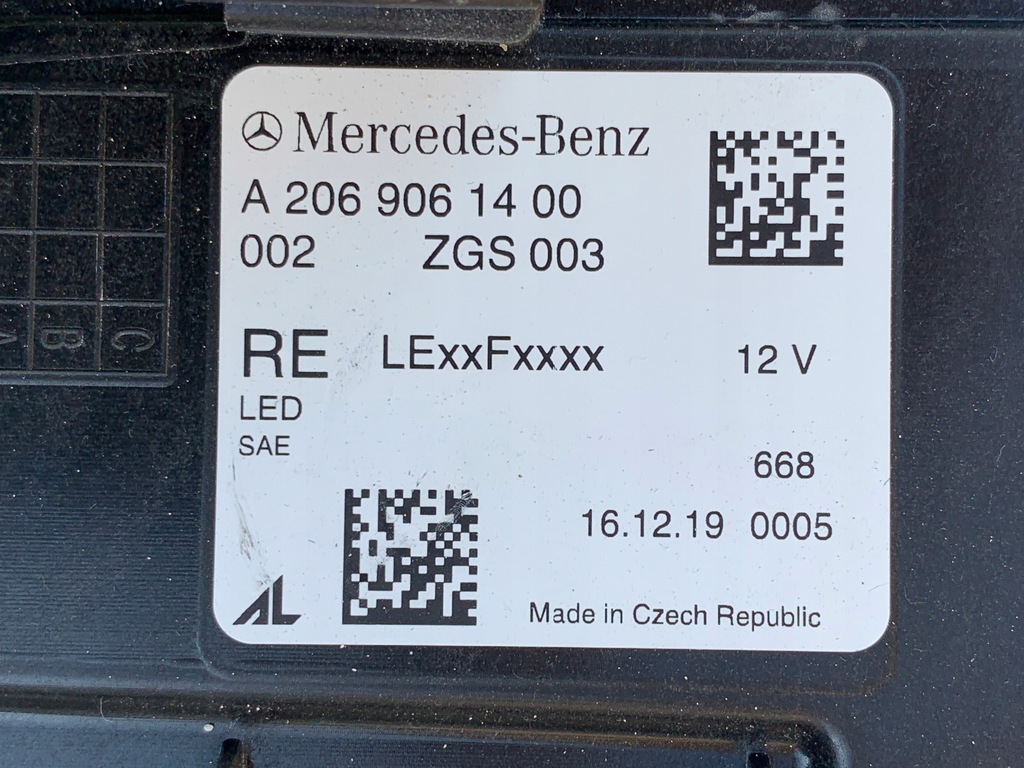 Mercedes-Benz
A 206 906 14 00
002 ZGS 003
RE LExxFxxxx 12 V
LED
SAE
668
16.12.19 0005
AL
Made in Czech Republic
A B C